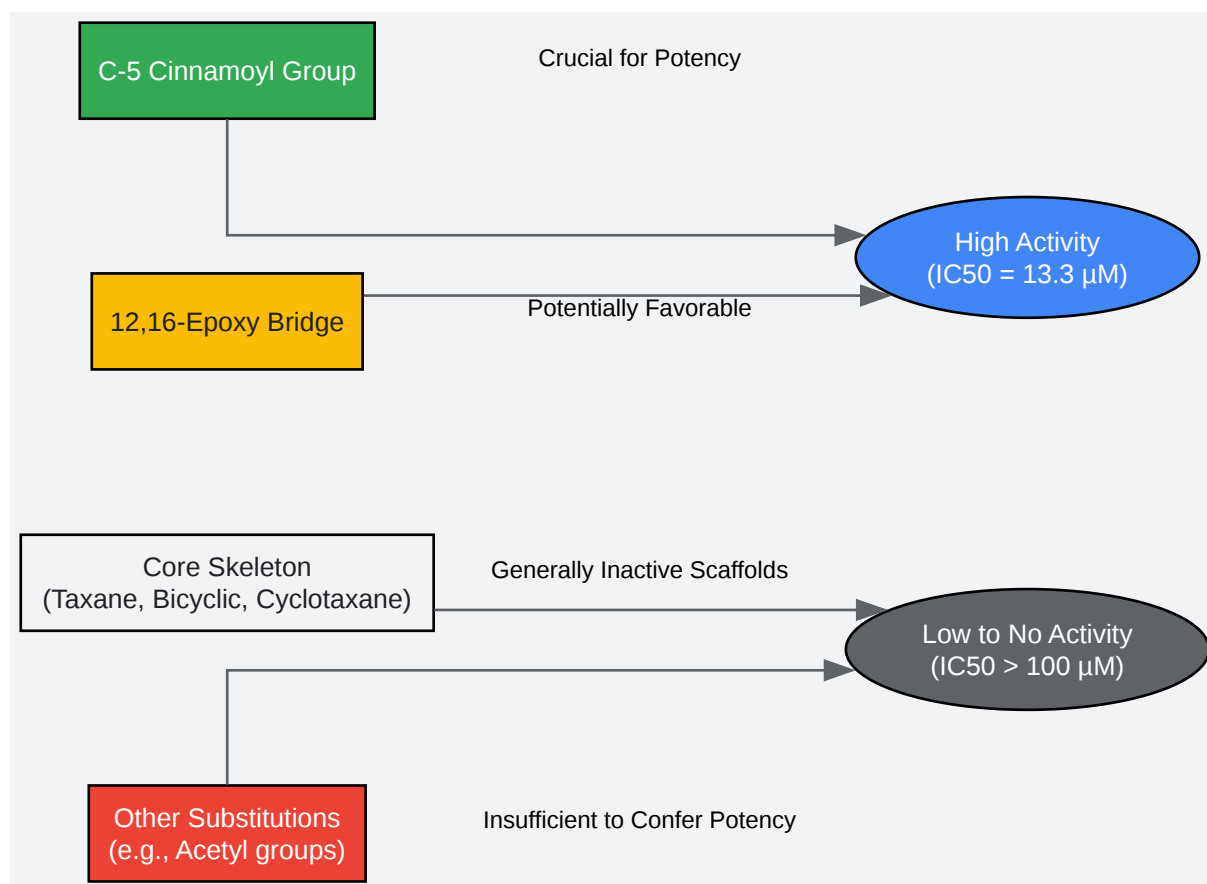 C-5 Cinnamoyl Group
Crucial for Potency
High Activity
(IC50 = 13.3 µM)
12,16-Epoxy Bridge
Potentially Favorable
Core Skeleton
(Taxane, Bicyclic, Cyclotaxane)
Generally Inactive Scaffolds
Low to No Activity
(IC50 > 100 µM)
Other Substitutions
(e.g., Acetyl groups)
Insufficient to Confer Potency